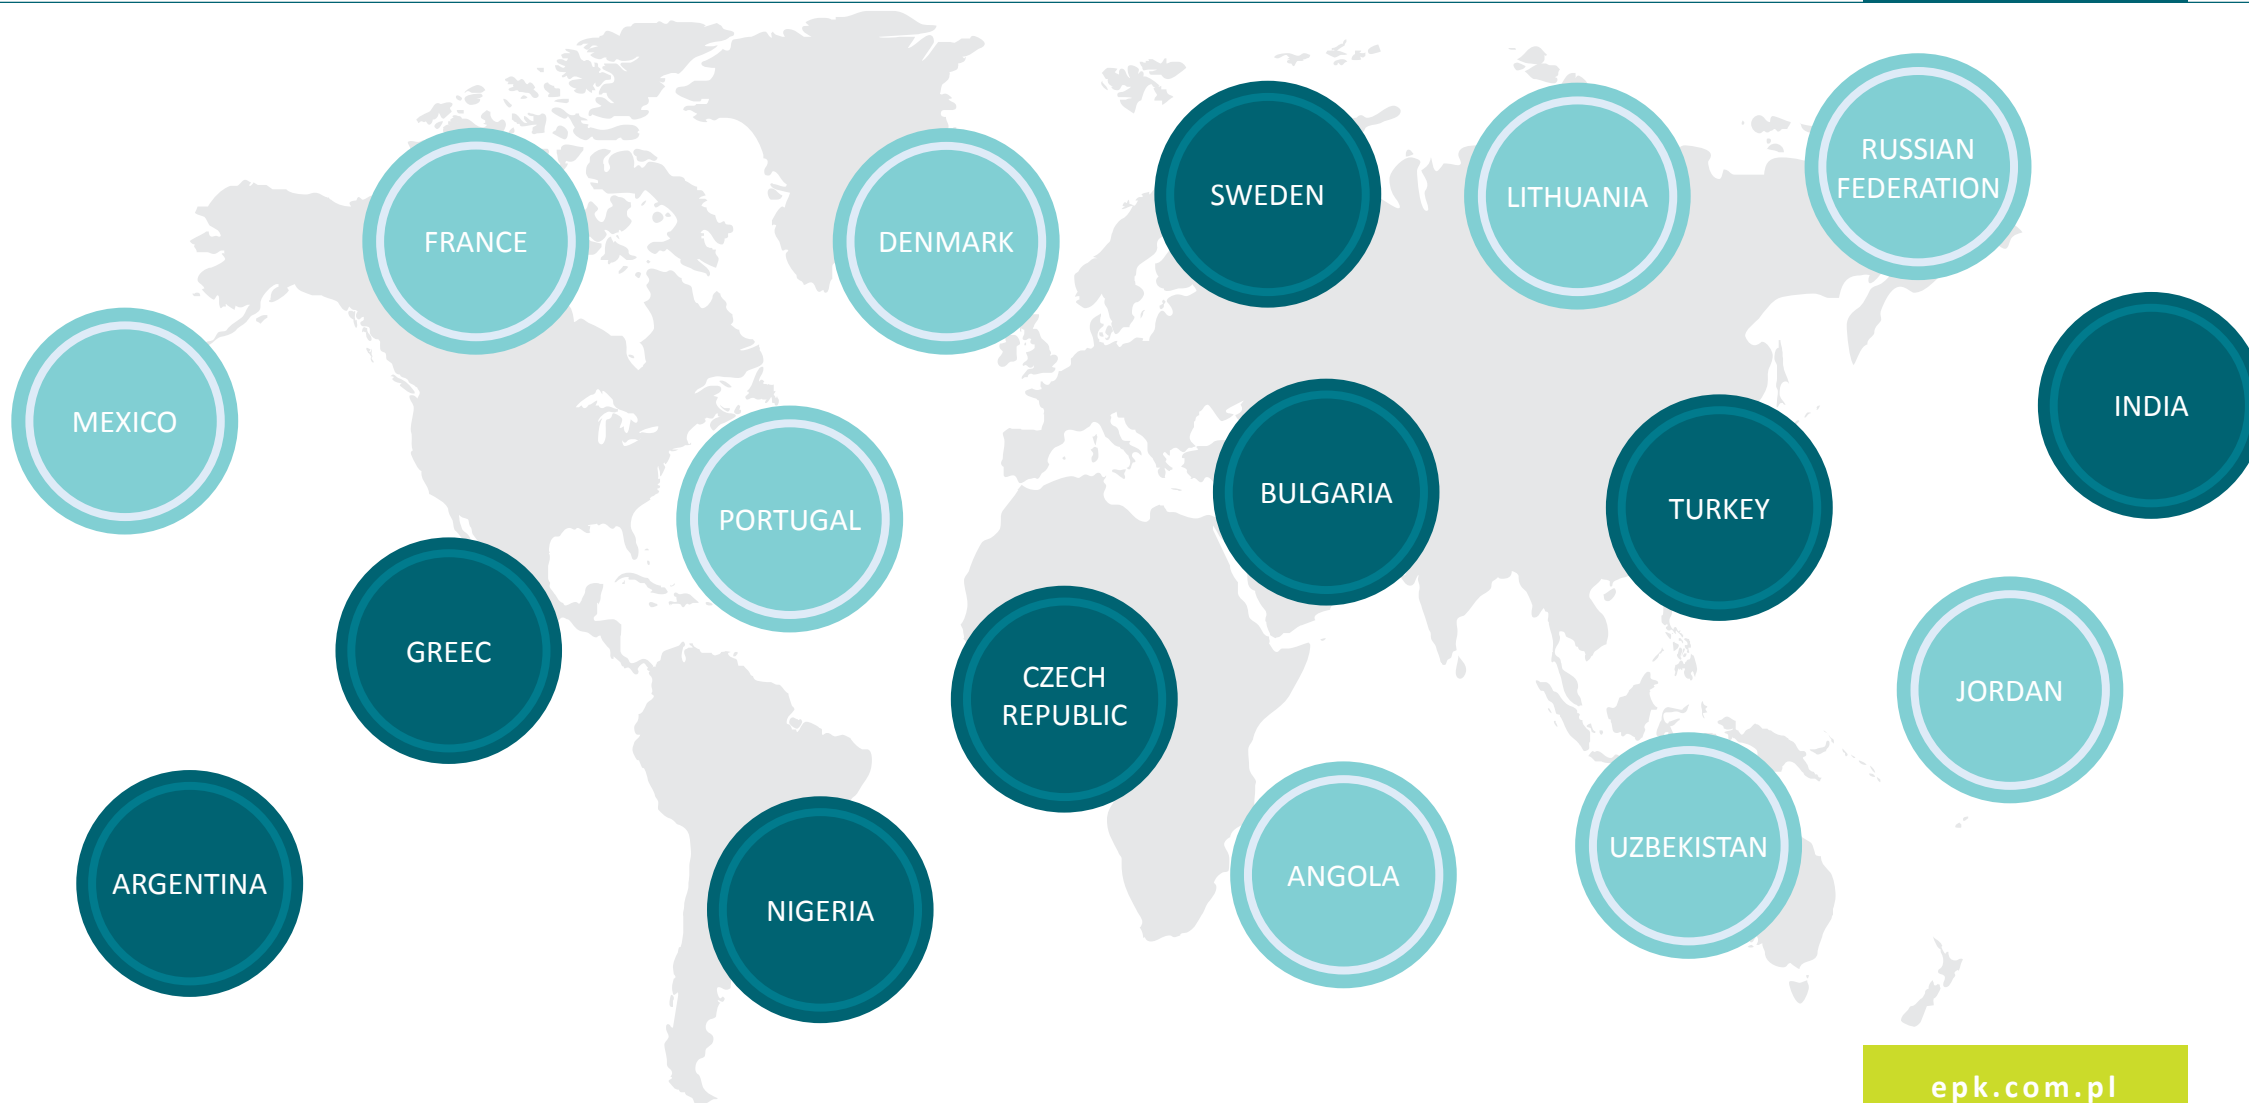 RUSSIAN
FEDERATION
SWEDEN
LITHUANIA
FRANCE
DENMARK
INDIA
MEXICO
BULGARIA
TURKEY
PORTUGAL
GREEC
CZECH
REPUBLIC
JORDAN
UZBEKISTAN
ANGOLA
ARGENTINA
NIGERIA
epk.com.pl